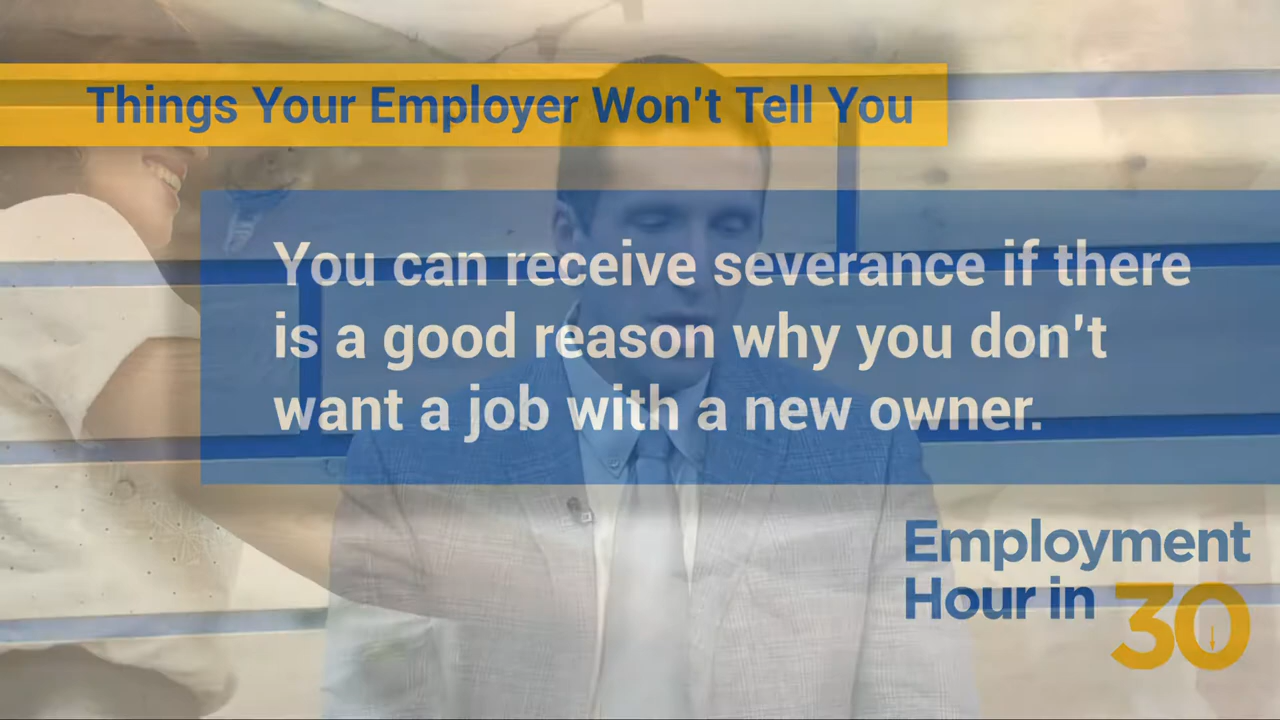 Things Your Employer Won't Tell You
You can receive severance if there
is a good reason why you don't
want a job with a new owner.
Employment
Hour in 30